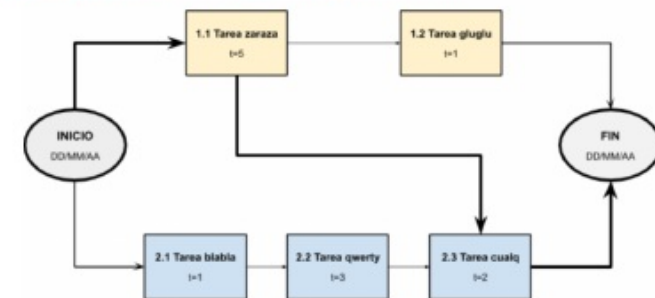 1.1 Tarea zaraza
t=5
1.2 Tarea gluglu
t=1
INICIO
DD/MM/AA
FIN
DD/MM/AA
2.1 Tarea blabla
t=1
2.2 Tarea qwerty
t=3
2.3 Tarea cualq
t=2